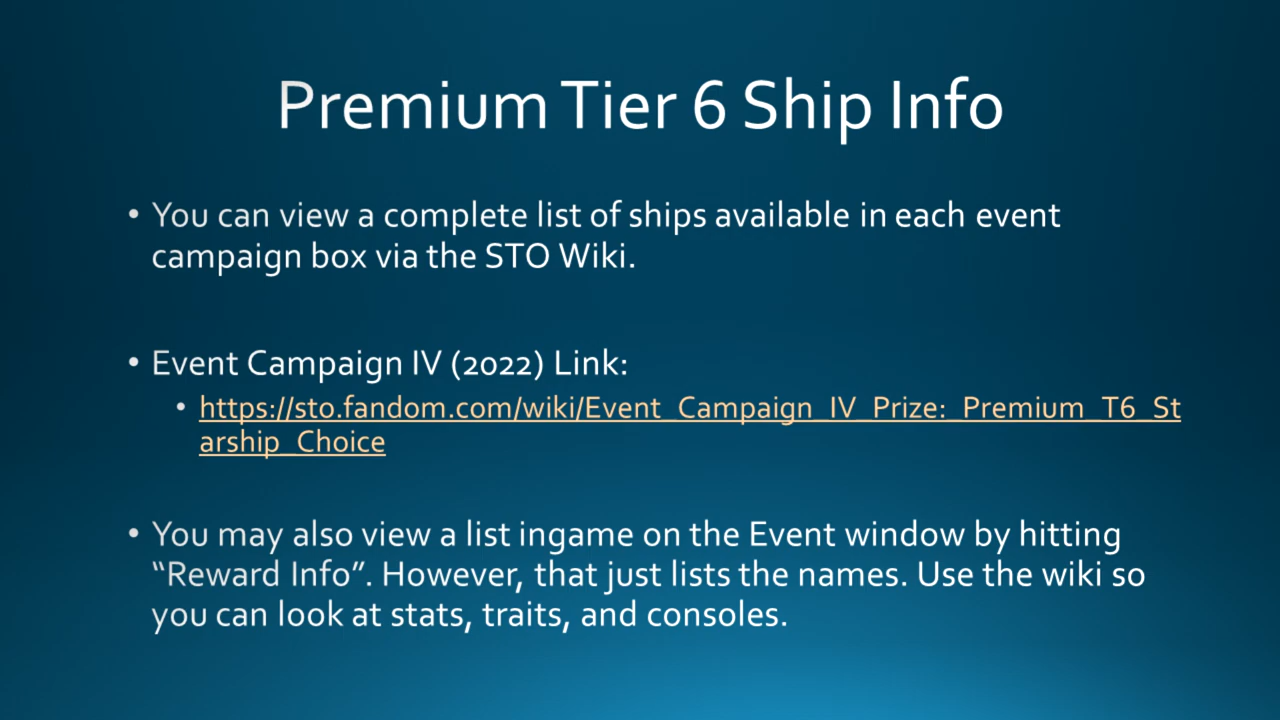 Premium Tier 6 Ship Info
• You can view a complete list of ships available in each event
campaign box via the STO Wiki.
• Event Campaign IV (2022) Link:
• https://sto.fandom.com/wiki/Event_Campaign_IV_Prize:_Premium_T6_St
arship_Choice
• You may also view a list ingame on the Event window by hitting
“Reward Info”. However, that just lists the names. Use the wiki so
you can look at stats, traits, and consoles.